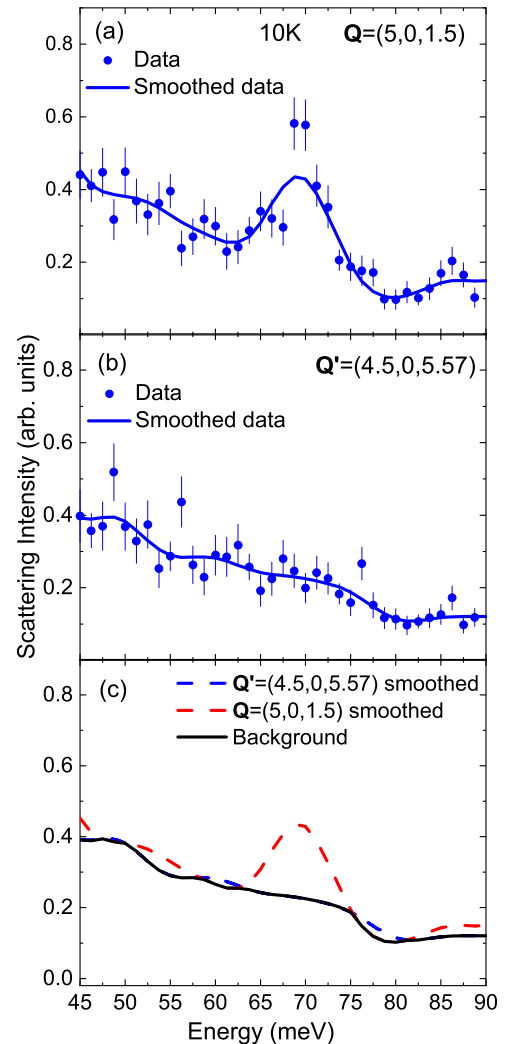 (a) 10K Q=(5,0,1.5)
Data
Smoothed data
0.8
0.6
0.4
0.2
(b) Q'=(4.5,0,5.57)
Data
Smoothed data
0.8
0.6
0.4
0.2
Scattering Intensity (arb. units)
(c) Q'=(4.5,0,5.57) smoothed
Q=(5,0,1.5) smoothed
Background
0.8
0.6
0.4
0.2
0.0
45 50 55 60 65 70 75 80 85 90
Energy (meV)